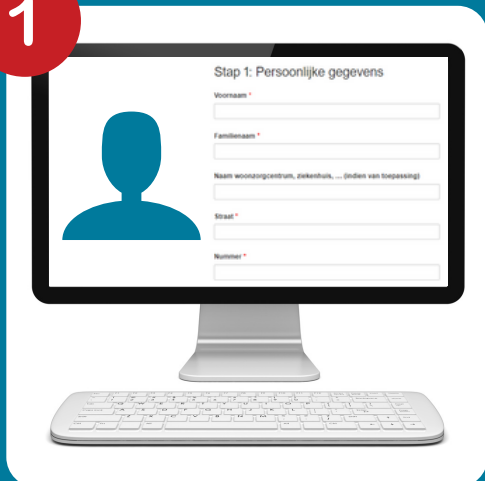 1
Stap 1: Persoonlijke gegevens
Voornaam *
Familienaam *
Naam woonzorgcentrum, ziekenhuis, ... (indien van toepassing)
Straat *
Nummer *